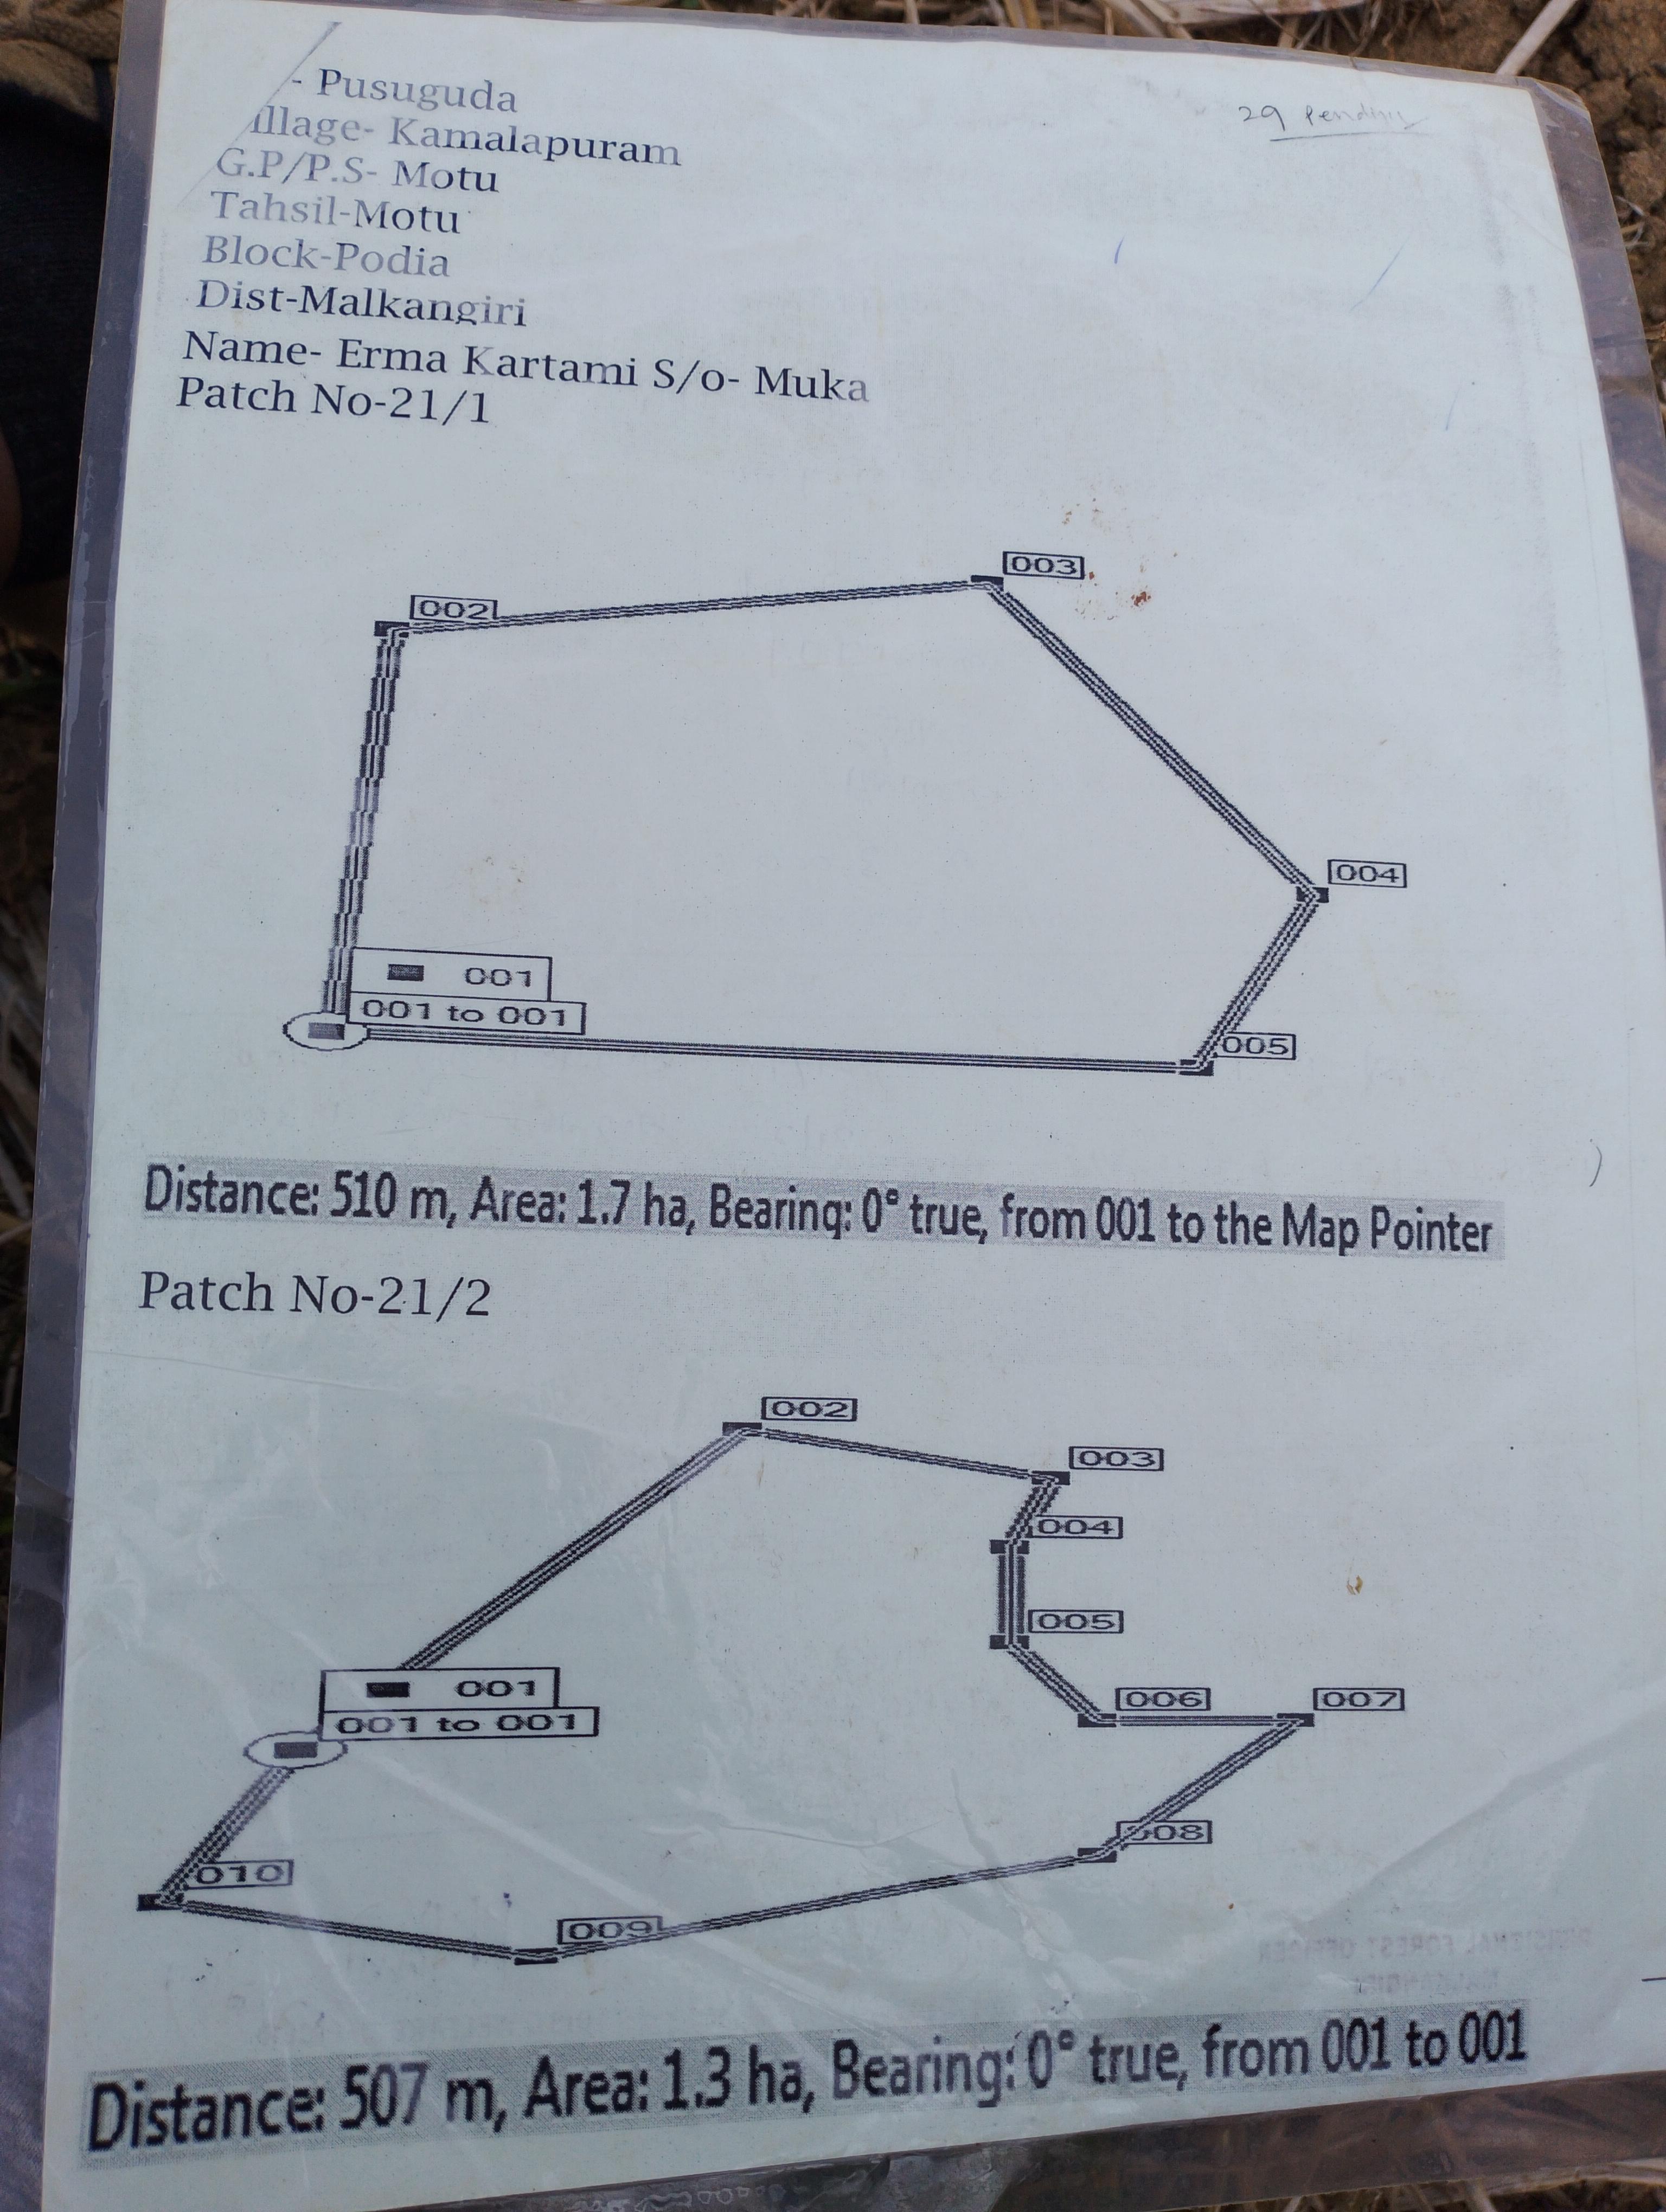 - Pusuguda
illage- Kamalapuram
G.P/P.S- Motu
Tahsil-Motu
Block-Podia
Dist-Malkangiri
Name- Erma Kartami S/o- Muka
Patch No-21/1
29
003
002
004
001
001 to 001
005
Distance: 510 m, Area: 1.7 ha, Bearing: 0° true, from 001 to the Map Pointer
Patch No-21/2
002
003
004
005
001
006
007
001 to 001
008
010
009
Distance: 507 m, Area: 1.3 ha, Bearing: 0° true, from 001 to 001